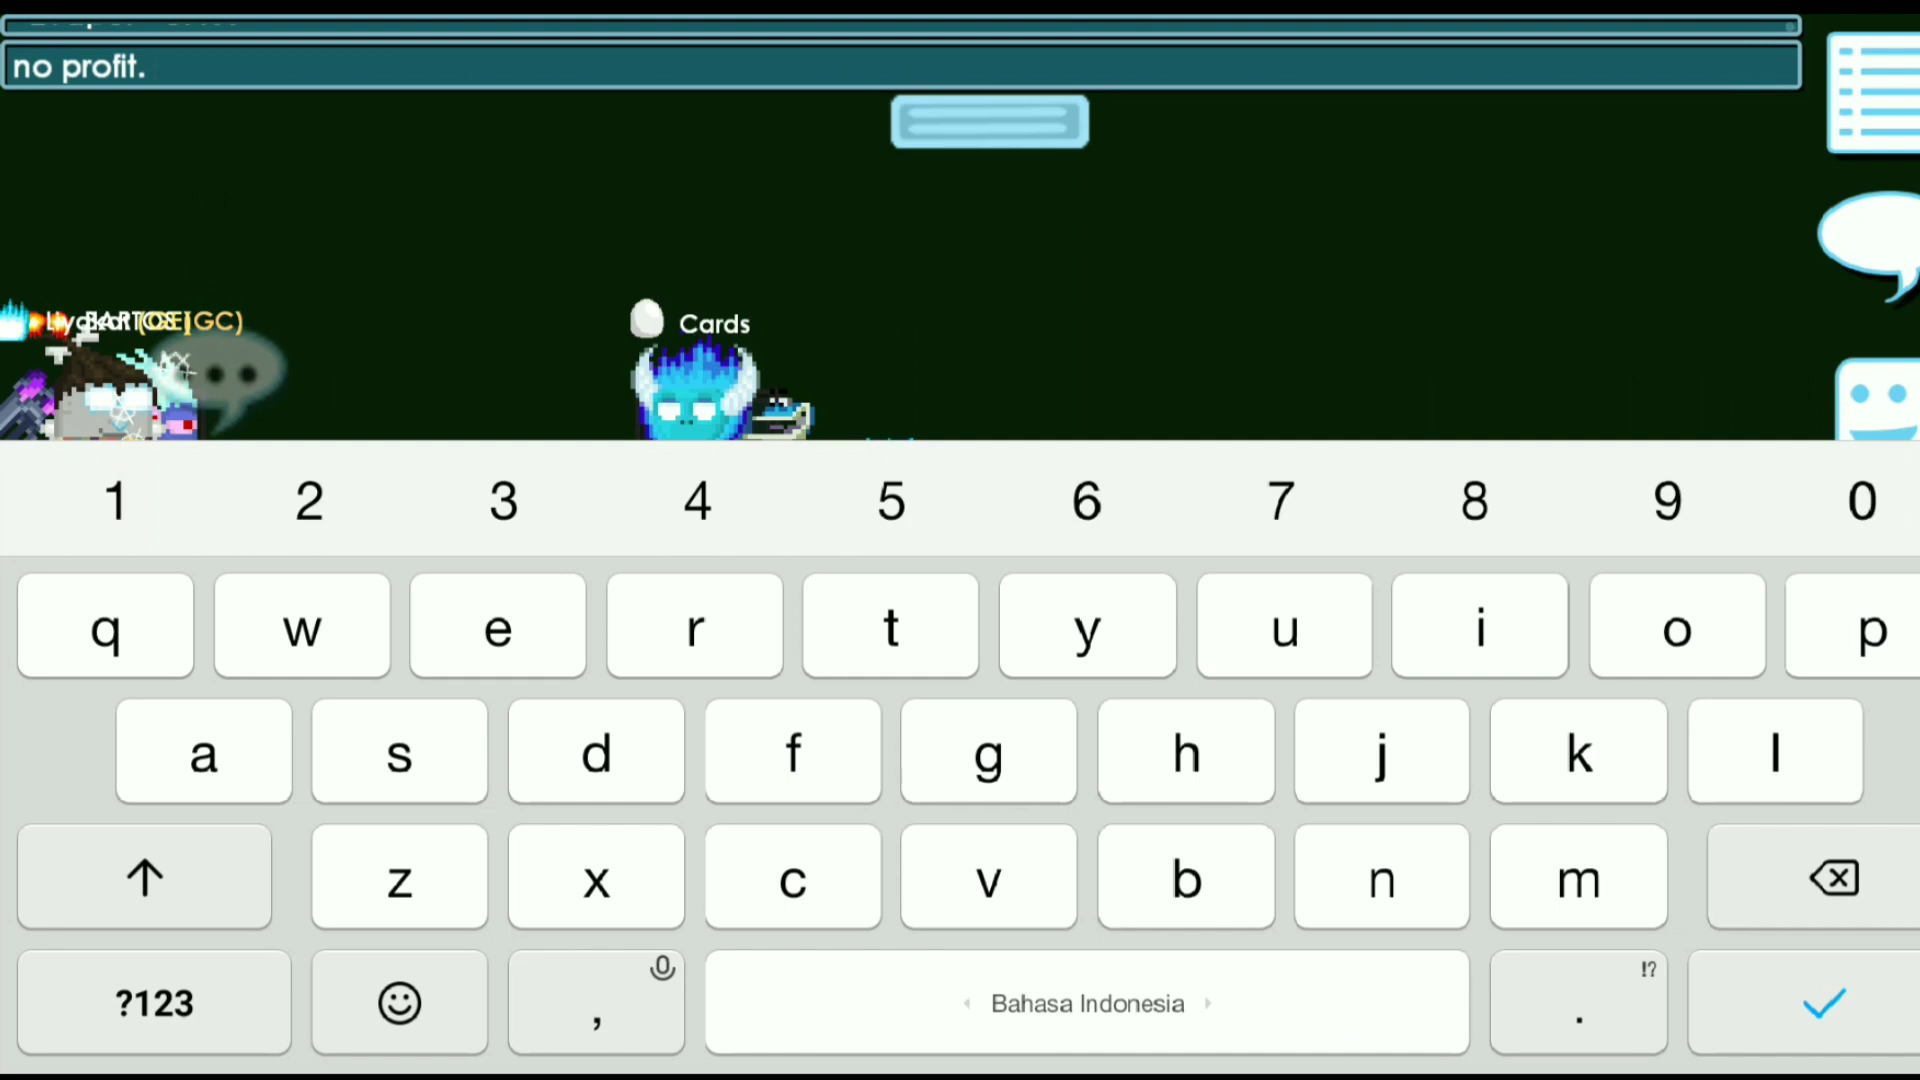 no profit.
Cards
1 2 3 4 5 6 7 8 9 0
q w e r t y u i o p
a s d f g h j k l
z x c v b n m
?123 , Bahasa Indonesia !? .